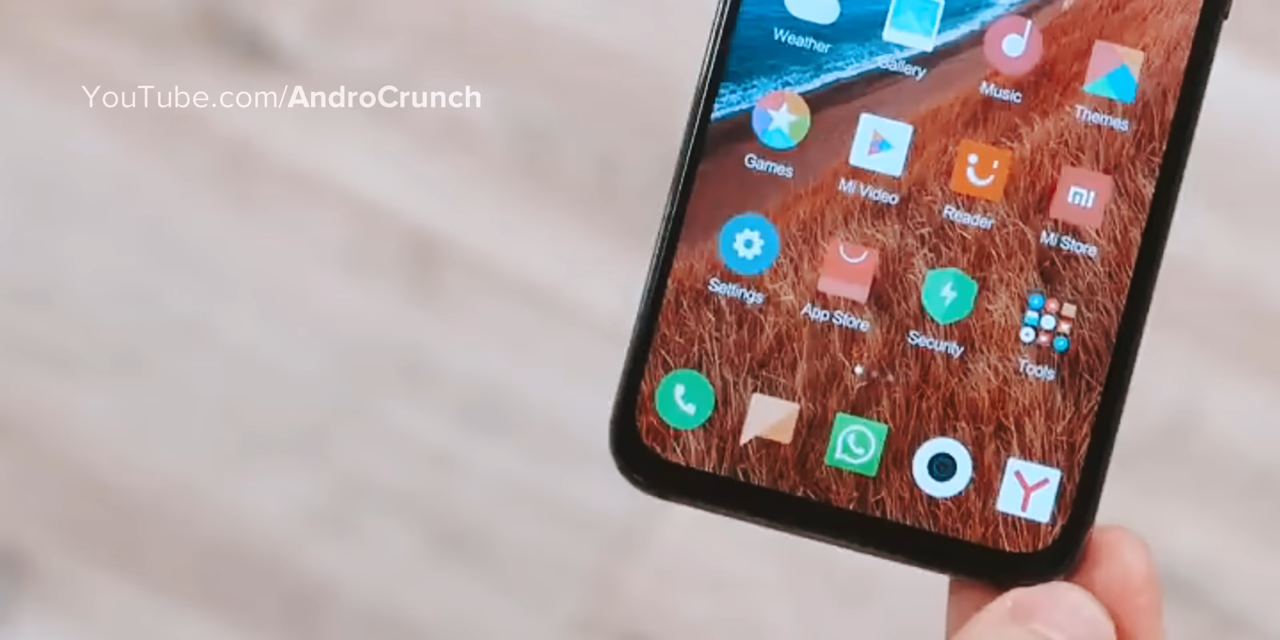 YouTube.com/AndroCrunch
Weather
Gallery
Music
Themes
Games
Mi Video
Reader
Mi Store
Settings
App Store
Security
Tools